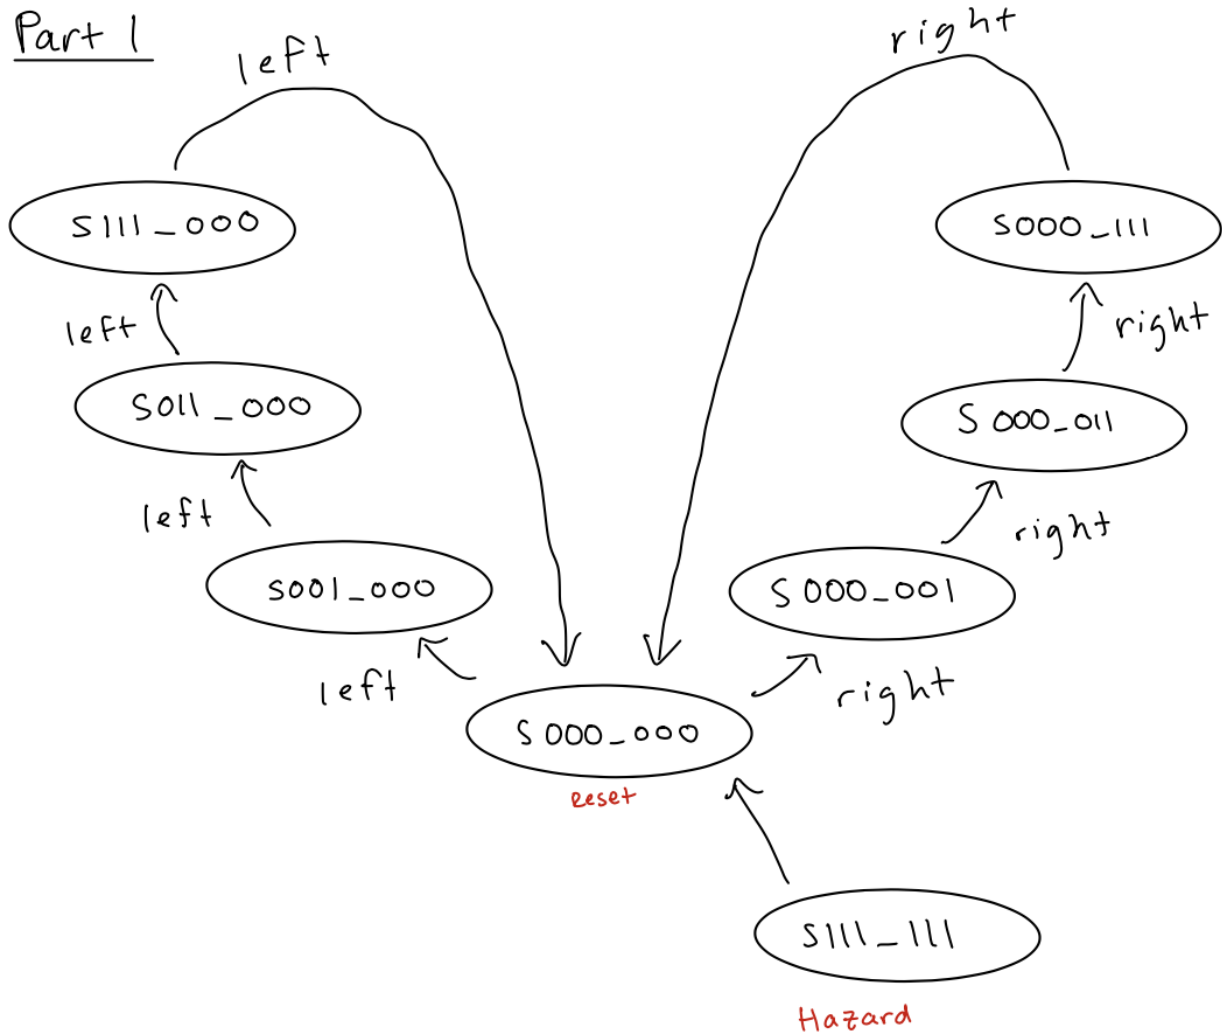 Part 1
left
right
S111_000
S000_111
left
right
S011_000
S000_011
left
right
S001_000
S000_001
left
right
S000_000
Reset
S111_111
Hazard